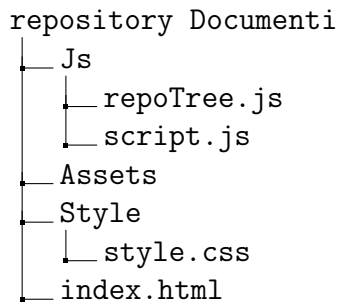 repository Documenti
Js
repoTree.js
script.js
Assets
Style
style.css
index.html